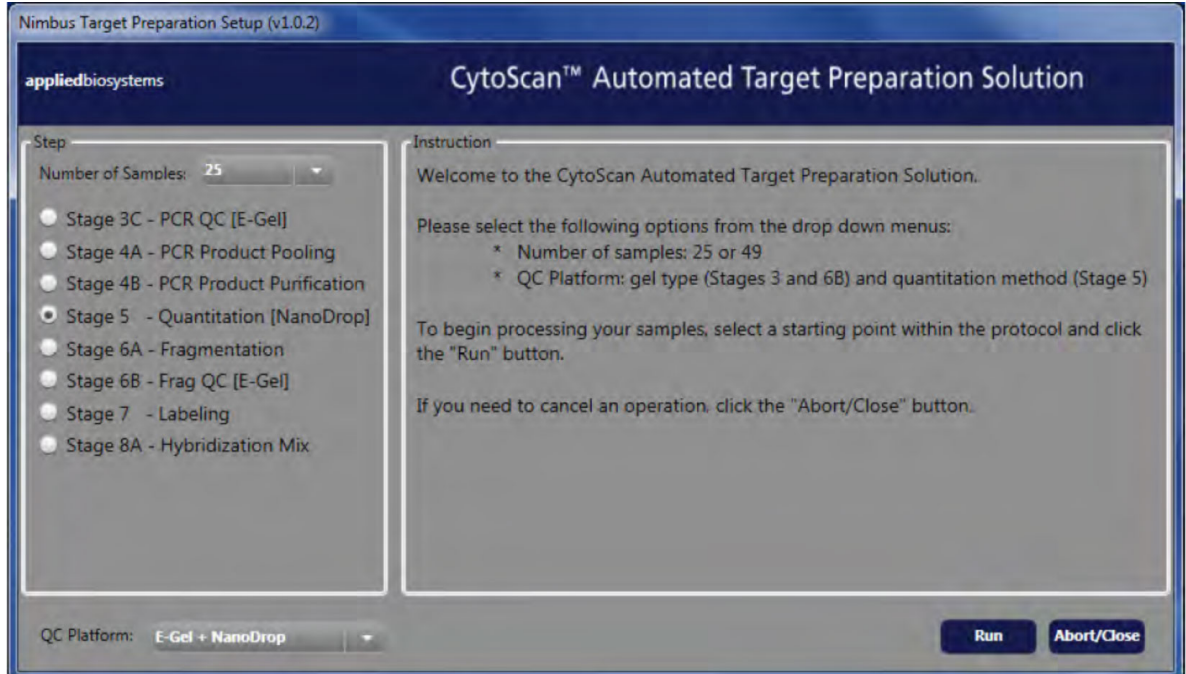 Nimbus Target Preparation Setup (v1.0.2)
appliedbiosystems
CytoScan™ Automated Target Preparation Solution
Step
Number of Samples: 25
Stage 3C - PCR QC [E-Gel]
Stage 4A - PCR Product Pooling
Stage 4B - PCR Product Purification
Stage 5 - Quantitation [NanoDrop]
Stage 6A - Fragmentation
Stage 6B - Frag QC [E-Gel]
Stage 7 - Labeling
Stage 8A - Hybridization Mix
QC Platform: E-Gel + NanoDrop
Instruction
Welcome to the CytoScan Automated Target Preparation Solution.
Please select the following options from the drop down menus:
* Number of samples: 25 or 49
* QC Platform: gel type (Stages 3 and 6B) and quantitation method (Stage 5)
To begin processing your samples, select a starting point within the protocol and click
the "Run" button.
If you need to cancel an operation, click the "Abort/Close" button.
Run
Abort/Close